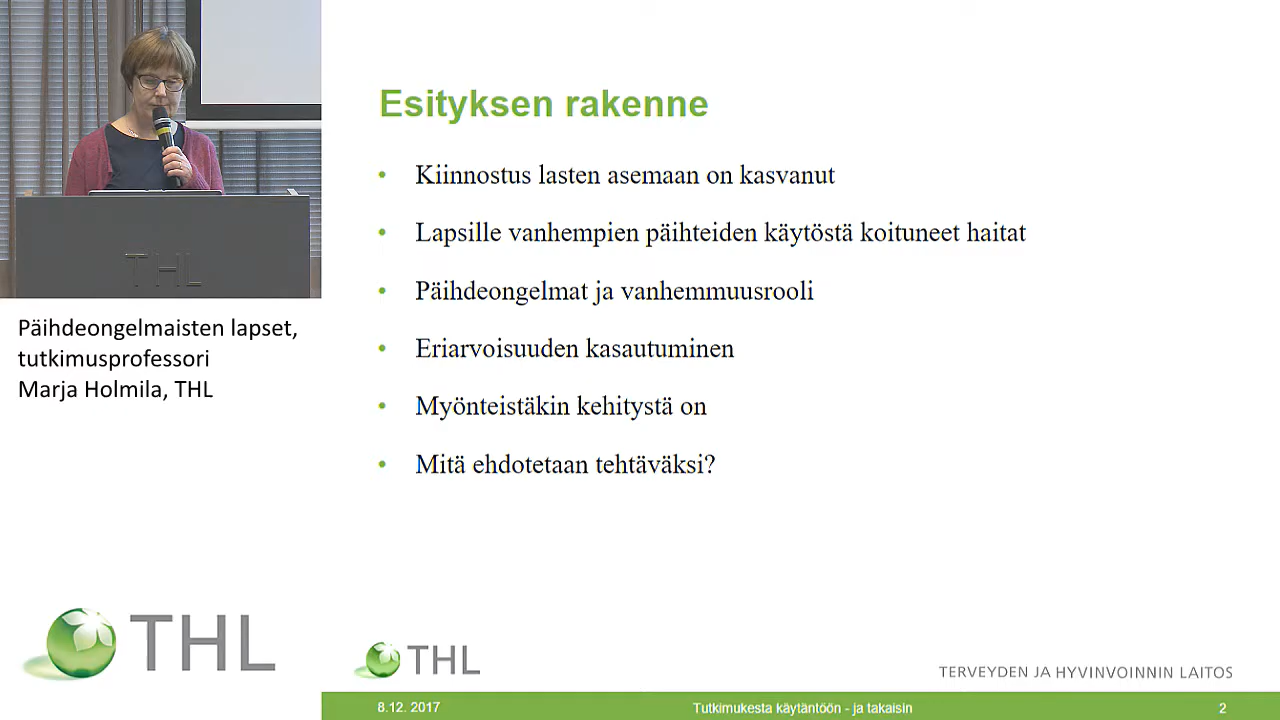 THL
Päihdeongelmaisten lapset,
tutkimusprofessori
Marja Holmila, THL
THL
Esityksen rakenne
• Kiinnostus lasten asemaan on kasvanut
• Lapsille vanhempien päihteiden käytöstä koituneet haitat
• Päihdeongelmat ja vanhemmuusrooli
• Eriarvoisuuden kasautuminen
• Myönteistäkin kehitystä on
• Mitä ehdotetaan tehtäväksi?
THL
TERVEYDEN JA HYVINVOINNIN LAITOS
8.12. 2017
Tutkimukesta käytäntöön - ja takaisin
2